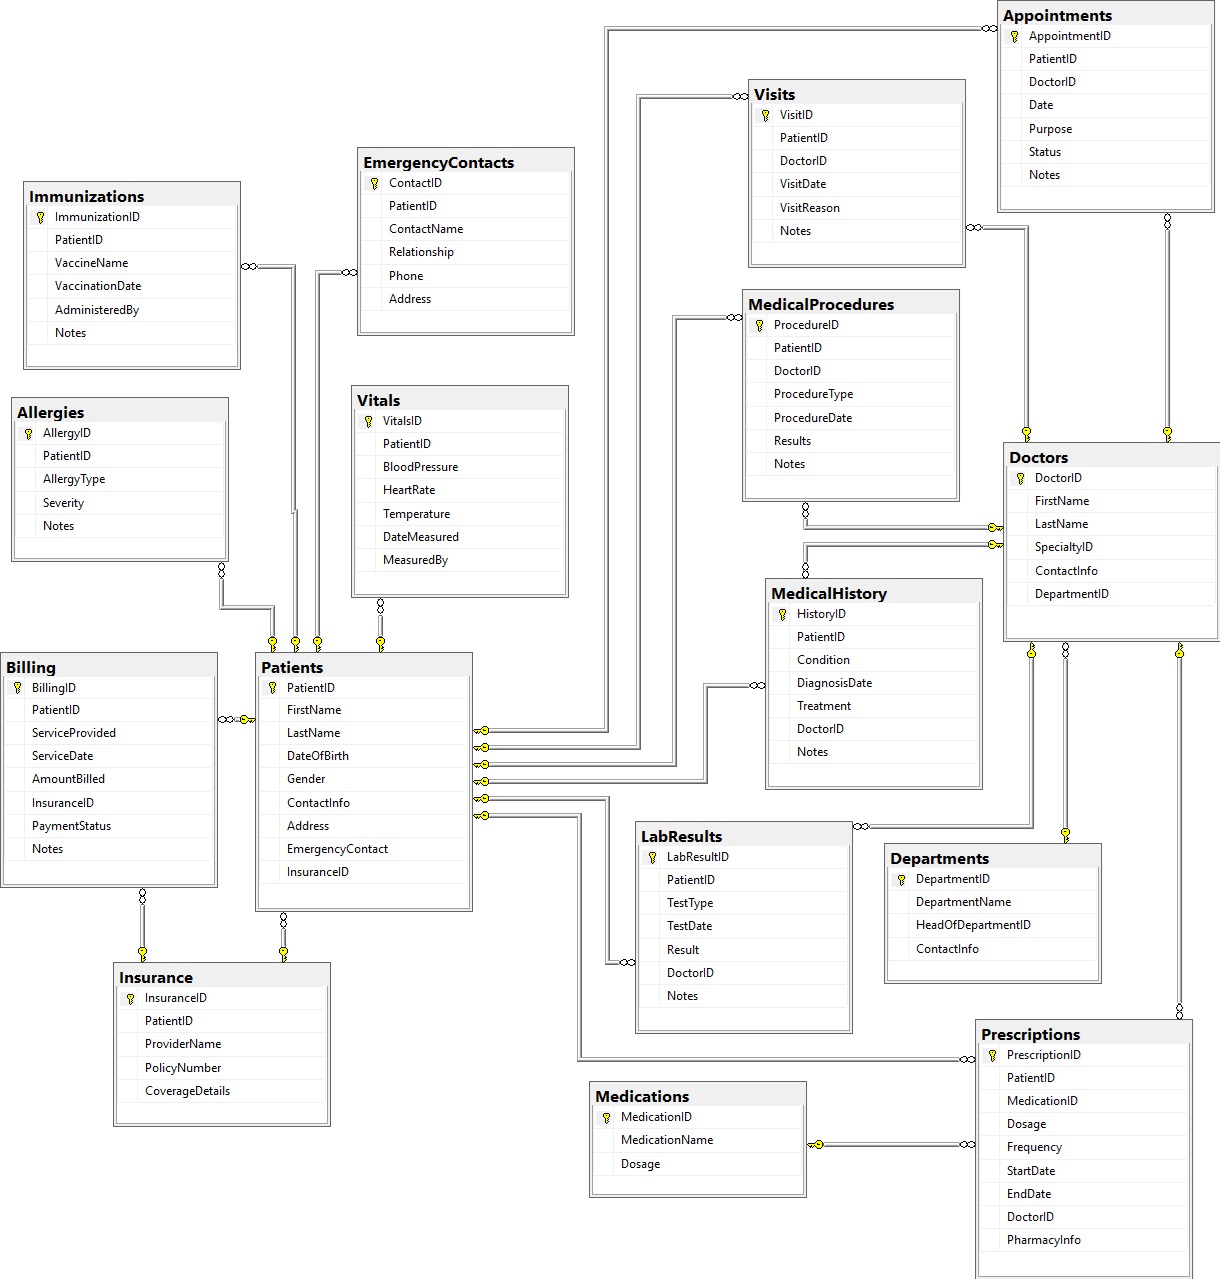 Appointments
AppointmentID
PatientID
DoctorID
Date
Purpose
Status
Notes
Visits
VisitID
PatientID
DoctorID
VisitDate
VisitReason
Notes
EmergencyContacts
ContactID
PatientID
ContactName
Relationship
Phone
Address
Immunizations
ImmunizationID
PatientID
VaccineName
VaccinationDate
AdministeredBy
Notes
MedicalProcedures
ProcedureID
PatientID
DoctorID
ProcedureType
ProcedureDate
Results
Notes
Allergies
AllergyID
PatientID
AllergyType
Severity
Notes
Vitals
VitalsID
PatientID
BloodPressure
HeartRate
Temperature
DateMeasured
MeasuredBy
Doctors
DoctorID
FirstName
LastName
SpecialtyID
ContactInfo
DepartmentID
MedicalHistory
HistoryID
PatientID
Condition
DiagnosisDate
Treatment
DoctorID
Notes
Billing
BillingID
PatientID
ServiceProvided
ServiceDate
AmountBilled
InsuranceID
PaymentStatus
Notes
Patients
PatientID
FirstName
LastName
DateOfBirth
Gender
ContactInfo
Address
EmergencyContact
InsuranceID
LabResults
LabResultID
PatientID
TestType
TestDate
Result
DoctorID
Notes
Departments
DepartmentID
DepartmentName
HeadOfDepartmentID
ContactInfo
Insurance
InsuranceID
PatientID
ProviderName
PolicyNumber
CoverageDetails
Prescriptions
PrescriptionID
PatientID
MedicationID
Dosage
Frequency
StartDate
EndDate
DoctorID
PharmacyInfo
Medications
MedicationID
MedicationName
Dosage